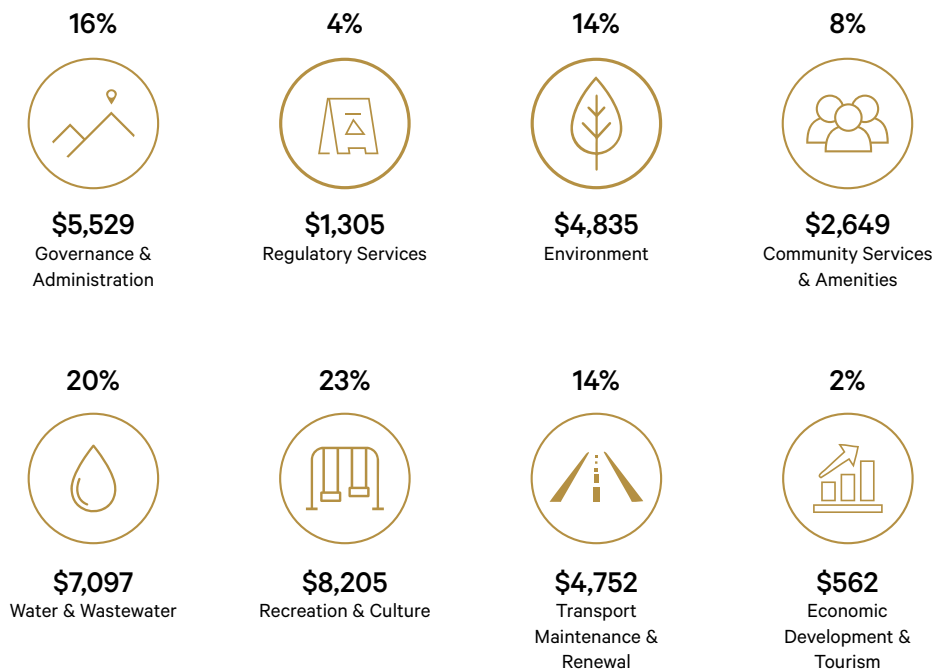 16%
$5,529
Governance &
Administration
4%
$1,305
Regulatory Services
14%
$4,835
Environment
8%
$2,649
Community Services
& Amenities
20%
$7,097
Water & Wastewater
23%
$8,205
Recreation & Culture
14%
$4,752
Transport
Maintenance &
Renewal
2%
$562
Economic
Development &
Tourism